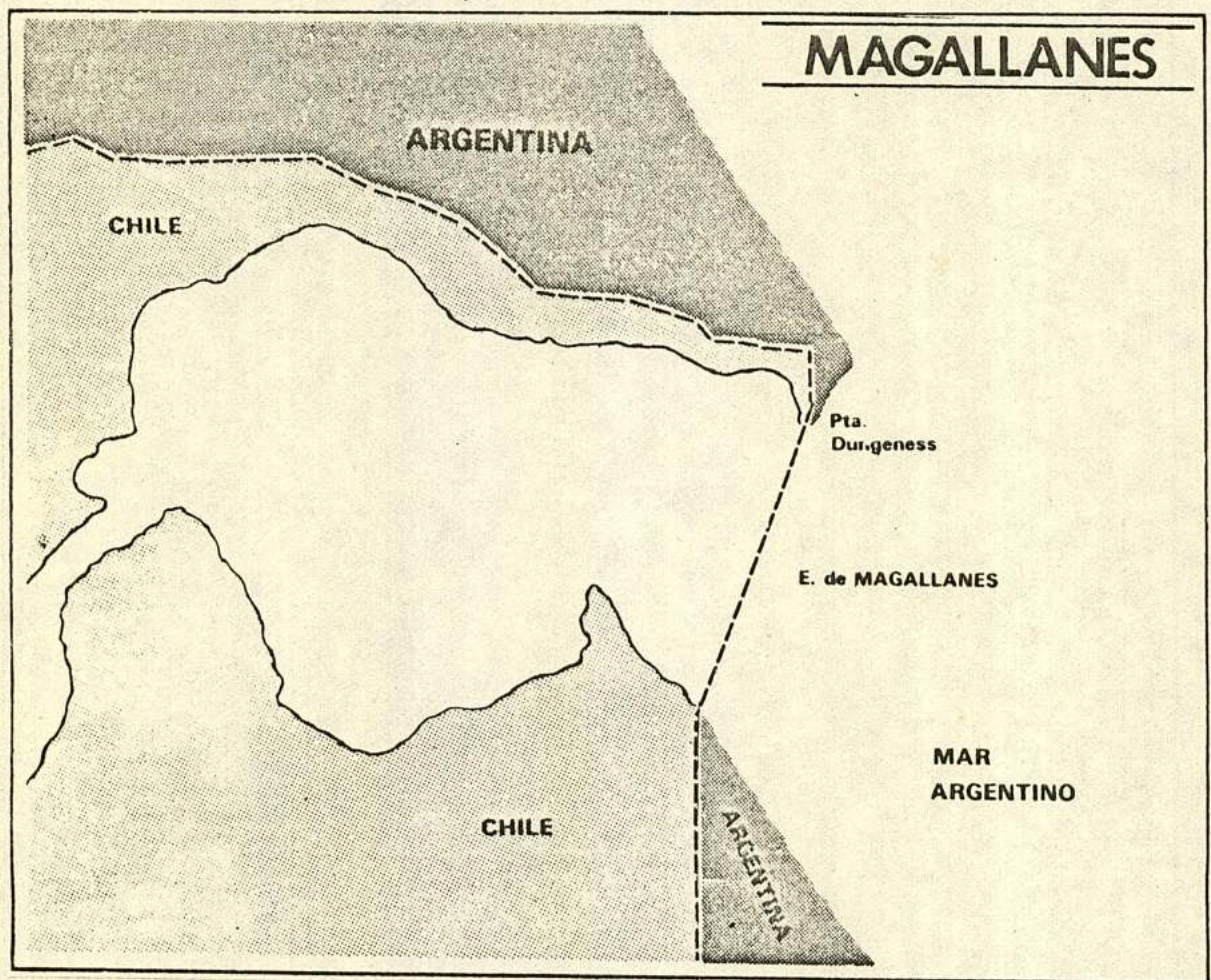 MAGALLANES
ARGENTINA
CHILE
Pta.
Dungeness
E. de MAGALLANES
MAR
ARGENTINO
CHILE
ARGENTINA